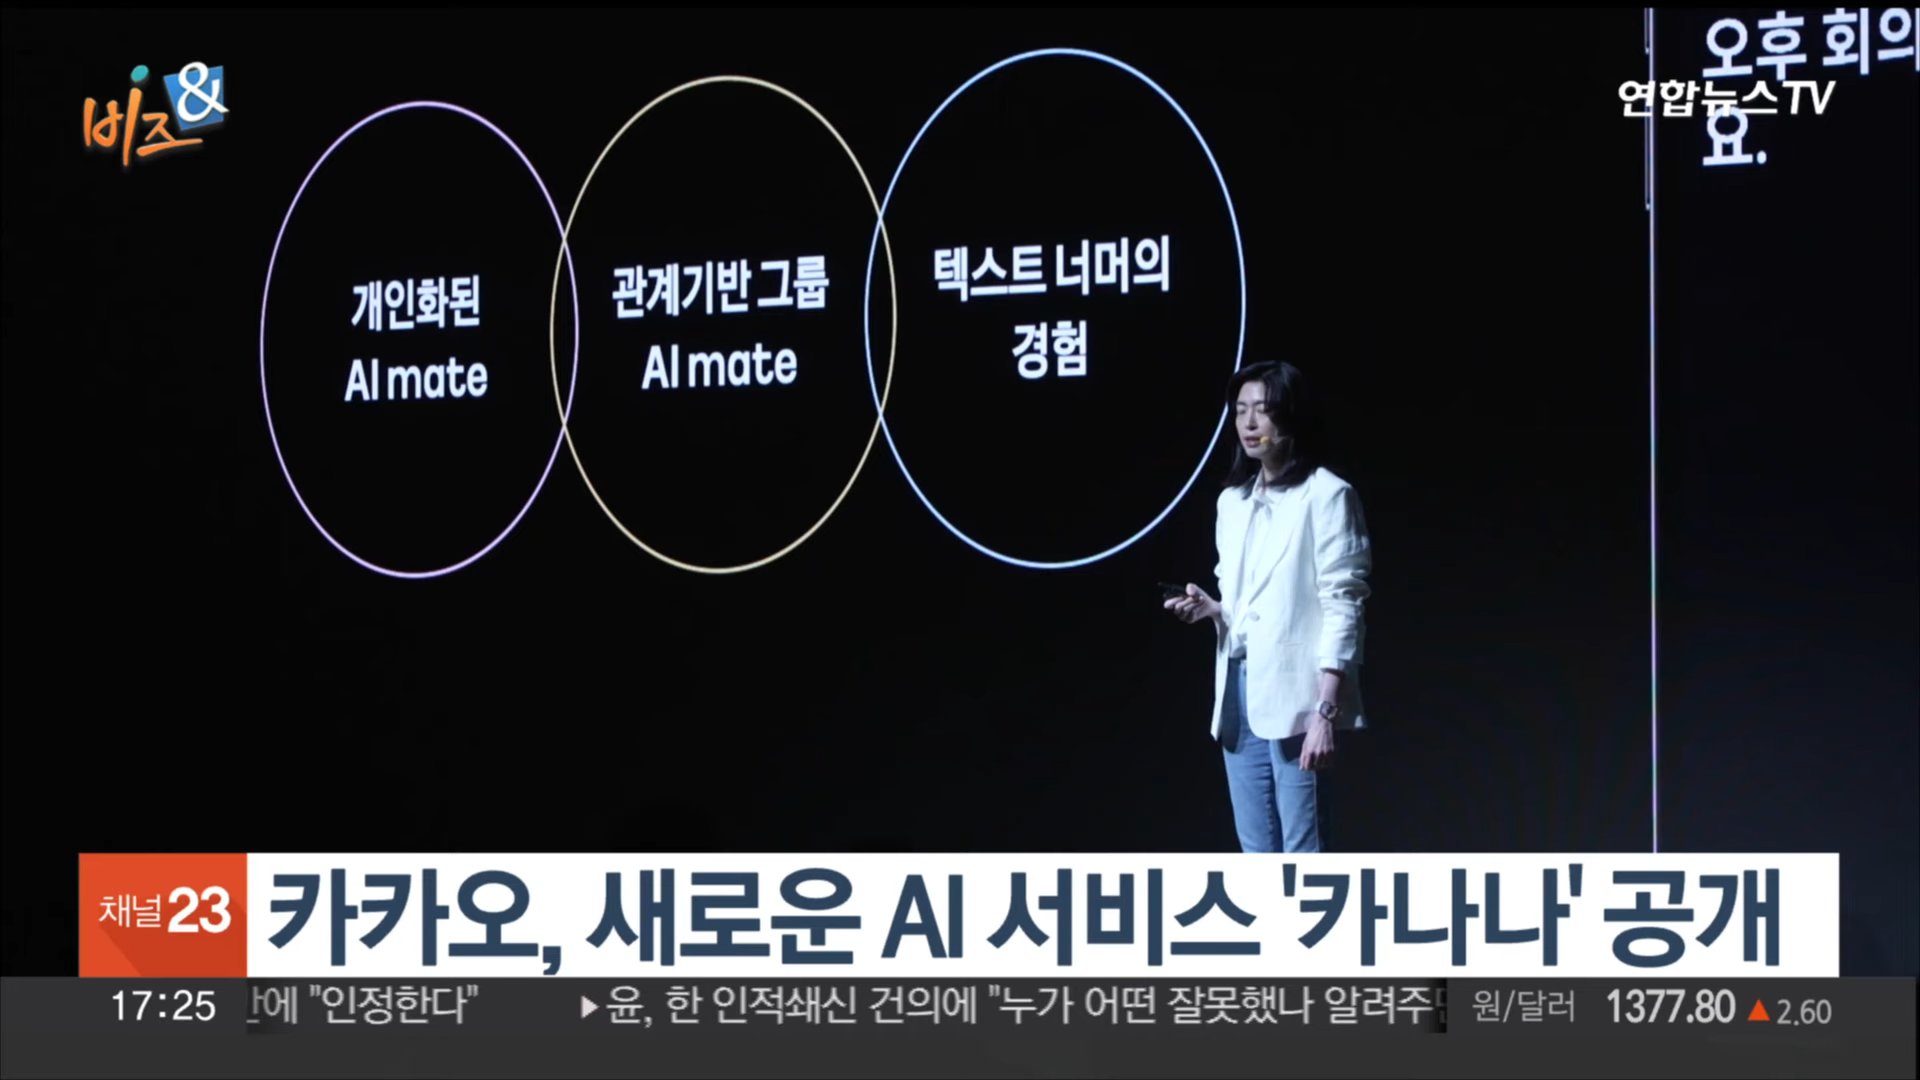 비즈&
오후 회의
연합뉴스TV
요.
개인화된
AI mate
관계기반 그룹
AI mate
텍스트 너머의
경험
채널 23
카카오, 새로운 AI 서비스 '카나나' 공개
17:25
에 "인정한다" ▶윤, 한 인적쇄신 건의에 "누가 어떤 잘못했나 알려주
원/달러 1377.80 ▲2.60